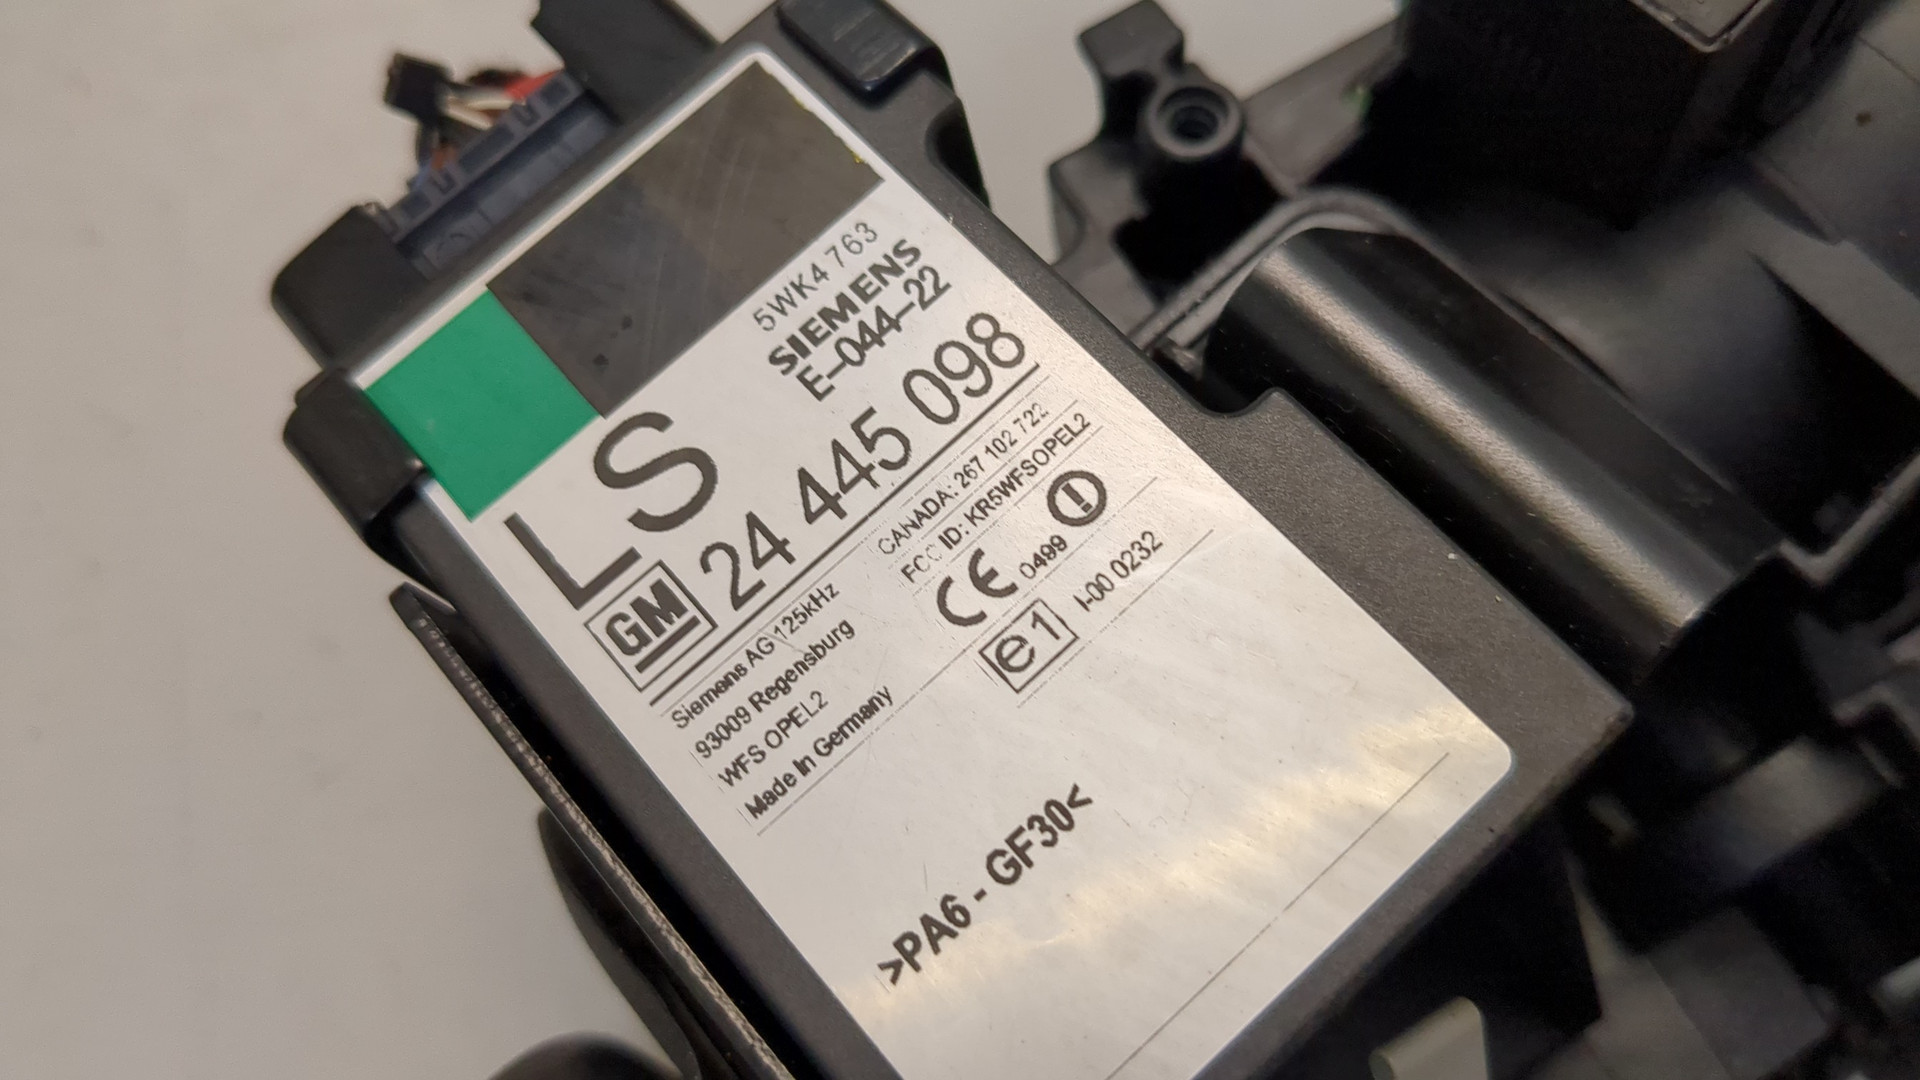 5WK4 763
SIEMENS
E-044-22
LS
GM 24 445 098
Siemens AG 125kHz
93009 Regensburg
WFS OPEL2
Made in Germany
CANADA: 267 102 722
FCC ID: KR5WFSOPEL2
CE 0499
e1 I-00 0232
>PA6 - GF30<